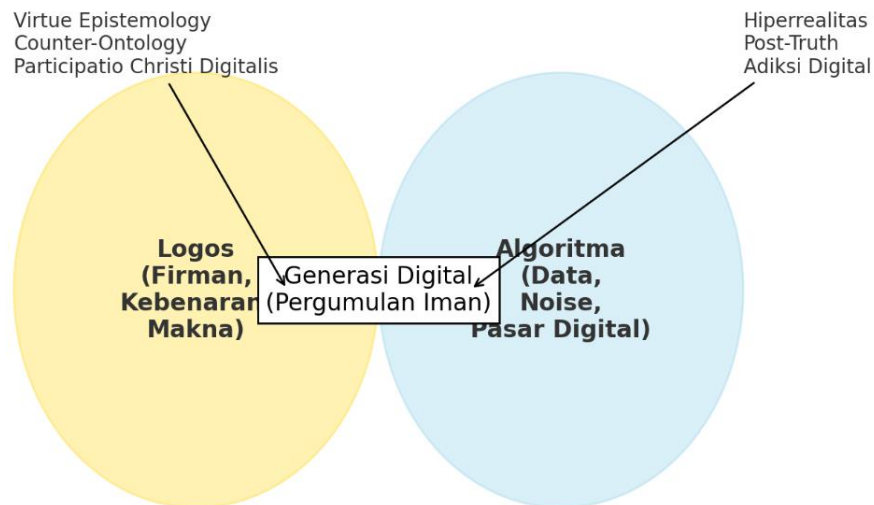 Virtue Epistemology
Counter-Ontology
Participatio Christi Digitalis
Hiperrealitas
Post-Truth
Adiksi Digital
Logos
(Firman,
Kebenaran
Makna)
Generasi Digital
(Pergumulan Iman)
Algoritma
(Data,
Noise,
Pasar Digital)